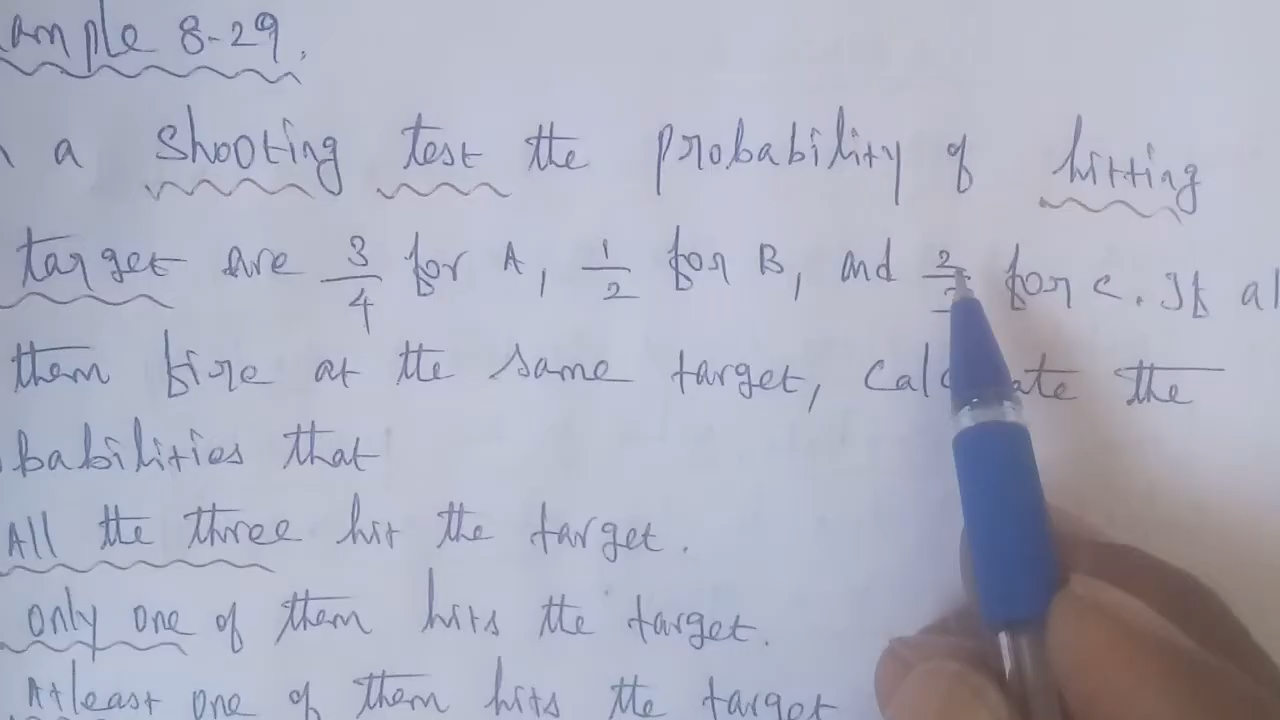 ample 8-29.
a shooting test the probability of hitting
target are 3/4 for A, 1/2 for B, and 2/ for C. If al
them fire at the same target, calculate the
babilities that
All the three hit the target.
only one of them hits the target.
Atleast one of them hits the target